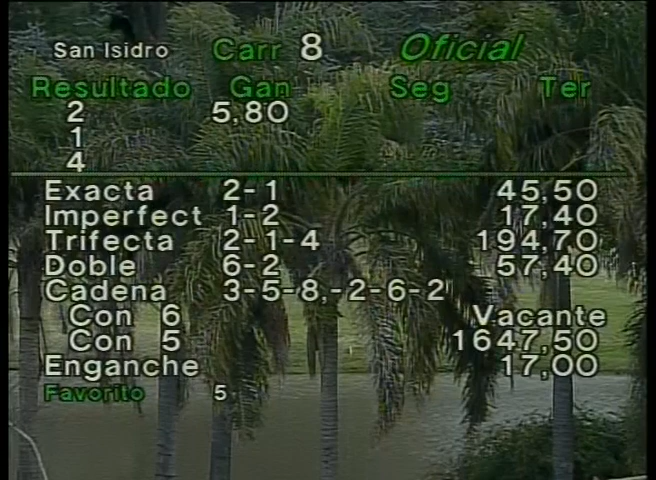 San Isidro Carr 8 Oficial
Resultado Gan Seg Ter
2 5,80
1
4
Exacta 2-1 45,50
Imperfect 1-2 17,40
Trifecta 2-1-4 194,70
Doble 6-2 57,40
Cadena 3-5-8,-2-6-2
Con 6 Vacante
Con 5 1647,50
Enganche 17,00
Favorito 5